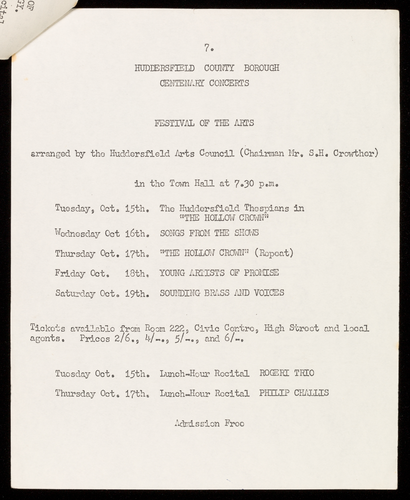 OF
7.
HUDDERSFIELD COUNTY BOROUGH
CENTENARY CONCERTS
FESTIVAL OF THE ARTS
arranged by the Huddersfield Arts Council (Chairman Mr. S.H. Crowther)
in the Town Hall at 7.30 p.m.
Tuesday, Oct. 15th. The Huddersfield Thespians in
"THE HOLLOW CROWN"
Wednesday Oct 16th. SONGS FROM THE SHOWS
Thursday Oct. 17th. "THE HOLLOW CROWN" (Repeat)
Friday Oct. 18th. YOUNG ARTISTS OF PROMISE
Saturday Oct. 19th. SOUNDING BRASS AND VOICES
Tickets available from Room 222, Civic Centre, High Street and local
agents. Prices 2/6., 4/-., 5/-., and 6/-.
Tuesday Oct. 15th. Lunch-Hour Recital ROGERI TRIO
Thursday Oct. 17th. Lunch-Hour Recital PHILIP CHALLIS
Admission Free